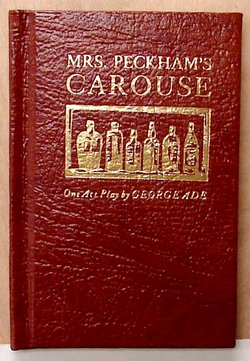 MRS. PECKHAM'S
CAROUSE
One Act Play by GEORGE ADE